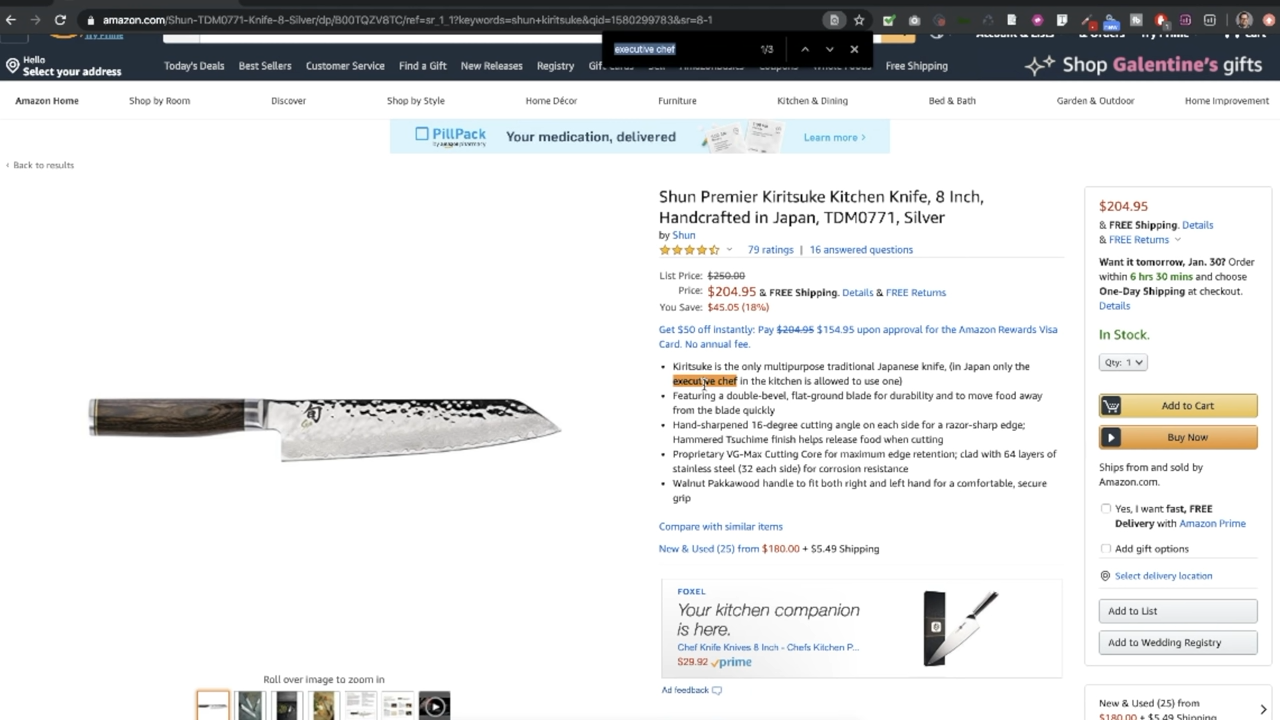 amazon.com/Shun-TDM0771-Knife-8-Silver/dp/B00TQZV8TC/ref=sr_1_1?keywords=shun+kiritsuke&qid=1580299783&sr=8-1
executive chef 1/3
Try Prime
Hello
Select your address
Today's Deals Best Sellers Customer Service Find a Gift New Releases Registry Free Shipping
Shop Galentine's gifts
Amazon Home Shop by Room Discover Shop by Style Home Décor Furniture Kitchen & Dining Bed & Bath Garden & Outdoor Home Improvement
PillPack Your medication, delivered Learn more >
‹ Back to results
Shun Premier Kiritsuke Kitchen Knife, 8 Inch,
Handcrafted in Japan, TDM0771, Silver
by Shun
79 ratings | 16 answered questions
List Price: $250.00
Price: $204.95 & FREE Shipping. Details & FREE Returns
You Save: $45.05 (18%)
Get $50 off instantly: Pay $204.95 $154.95 upon approval for the Amazon Rewards Visa
Card. No annual fee.
• Kiritsuke is the only multipurpose traditional Japanese knife, (in Japan only the
executive chef in the kitchen is allowed to use one)
• Featuring a double-bevel, flat-ground blade for durability and to move food away
from the blade quickly
• Hand-sharpened 16-degree cutting angle on each side for a razor-sharp edge;
Hammered Tsuchime finish helps release food when cutting
• Proprietary VG-Max Cutting Core for maximum edge retention; clad with 64 layers of
stainless steel (32 each side) for corrosion resistance
• Walnut Pakkawood handle to fit both right and left hand for a comfortable, secure
grip
Compare with similar items
New & Used (25) from $180.00 + $5.49 Shipping
FOXEL
Your kitchen companion
is here.
Chef Knife Knives 8 Inch - Chefs Kitchen P...
$29.92 prime
Ad feedback
Roll over image to zoom in
$204.95
& FREE Shipping. Details
& FREE Returns
Want it tomorrow, Jan. 30? Order
within 6 hrs 30 mins and choose
One-Day Shipping at checkout.
Details
In Stock.
Qty: 1
Add to Cart
Buy Now
Ships from and sold by
Amazon.com.
Yes, I want fast, FREE
Delivery with Amazon Prime
Add gift options
Select delivery location
Add to List
Add to Wedding Registry
New & Used (25) from
$180.00 + $5.49 Shipping